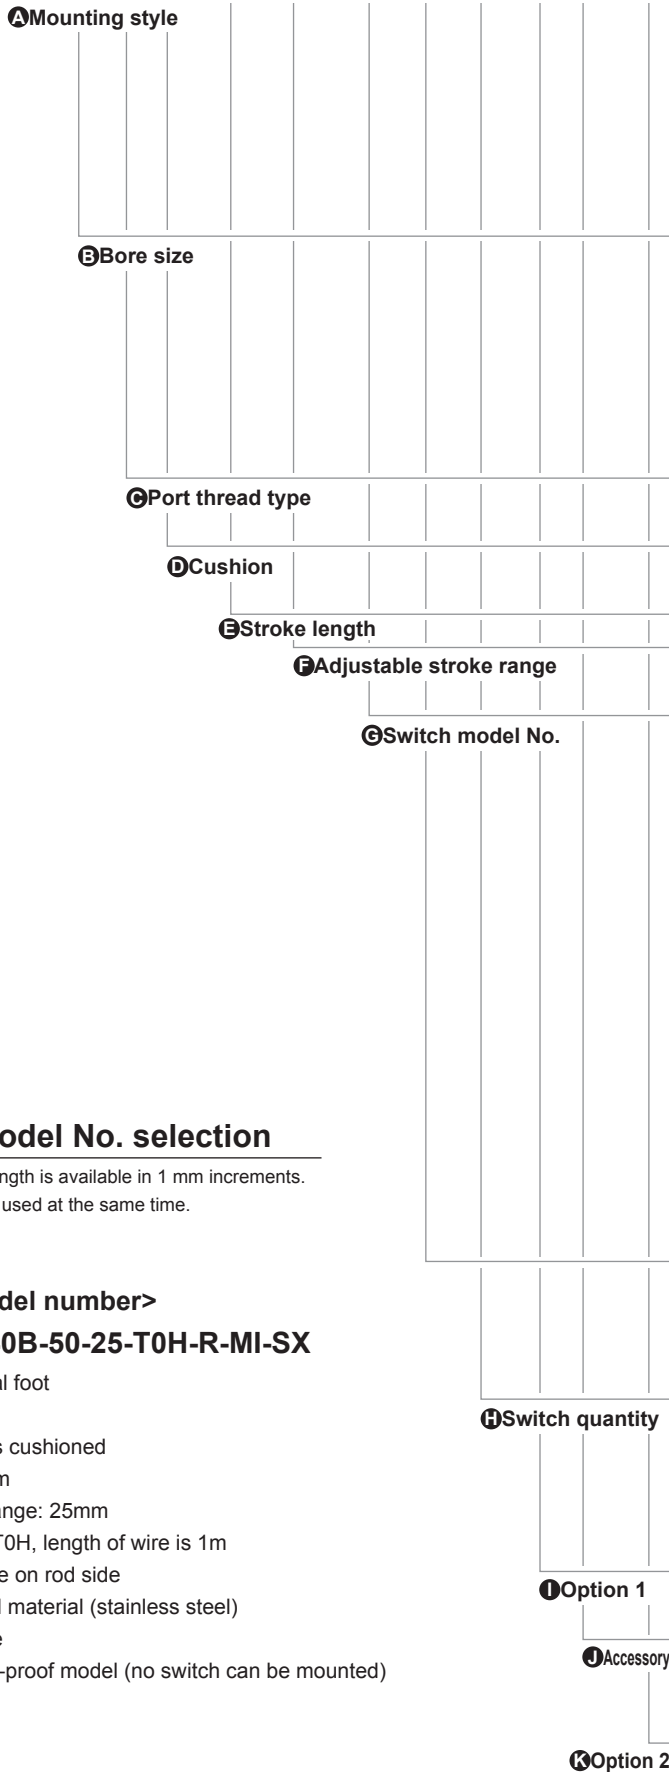 AMounting style
BBore size
CPort thread type
DCushion
EStroke length
FAdjustable stroke range
GSwitch model No.
odel No. selection
ngth is available in 1 mm increments.
used at the same time.
del number>
0B-50-25-T0H-R-MI-SX
al foot
s cushioned
m
ange: 25mm
T0H, length of wire is 1m
e on rod side
d material (stainless steel)
e
-proof model (no switch can be mounted)
HSwitch quantity
IOption 1
JAccessory
KOption 2